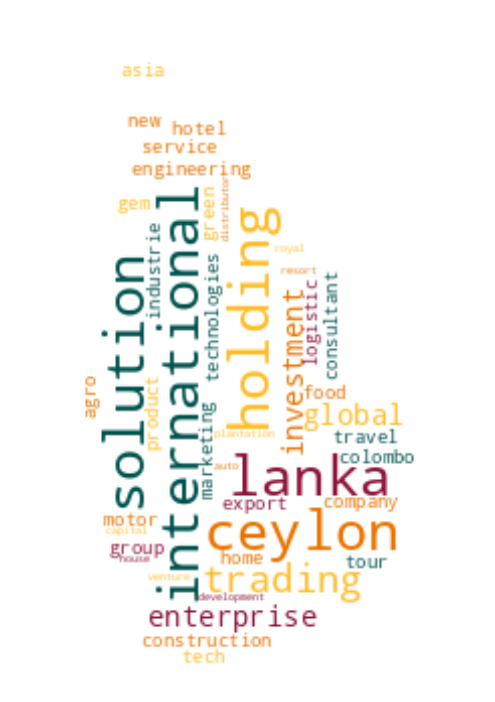 asia
new
hotel
service
engineering
distributor
gem
green
international
holding
industrie
royal
solution
technologies
resort
logistic
consultant
investment
agro
product
food
marketing
global
plantation
travel
colombo
auto
lanka
export
company
motor
ceylon
capital
group
house
home
tour
trading
venture
development
enterprise
construction
tech